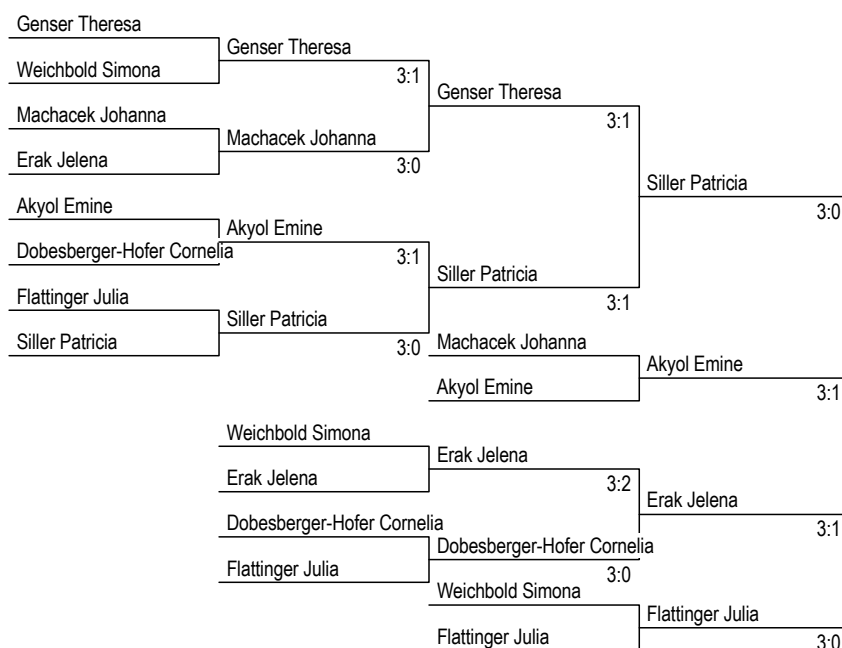 Genser Theresa
Genser Theresa
Weichbold Simona
3:1
Genser Theresa
Machacek Johanna
3:1
Machacek Johanna
Erak Jelena
3:0
Siller Patricia
Akyol Emine
3:0
Akyol Emine
Dobesberger-Hofer Cornelia
3:1
Siller Patricia
Flattinger Julia
3:1
Siller Patricia
Siller Patricia
3:0
Machacek Johanna
Akyol Emine
Akyol Emine
3:1
Weichbold Simona
Erak Jelena
Erak Jelena
3:2
Erak Jelena
Dobesberger-Hofer Cornelia
3:1
Dobesberger-Hofer Cornelia
Flattinger Julia
3:0
Weichbold Simona
Flattinger Julia
Flattinger Julia
3:0